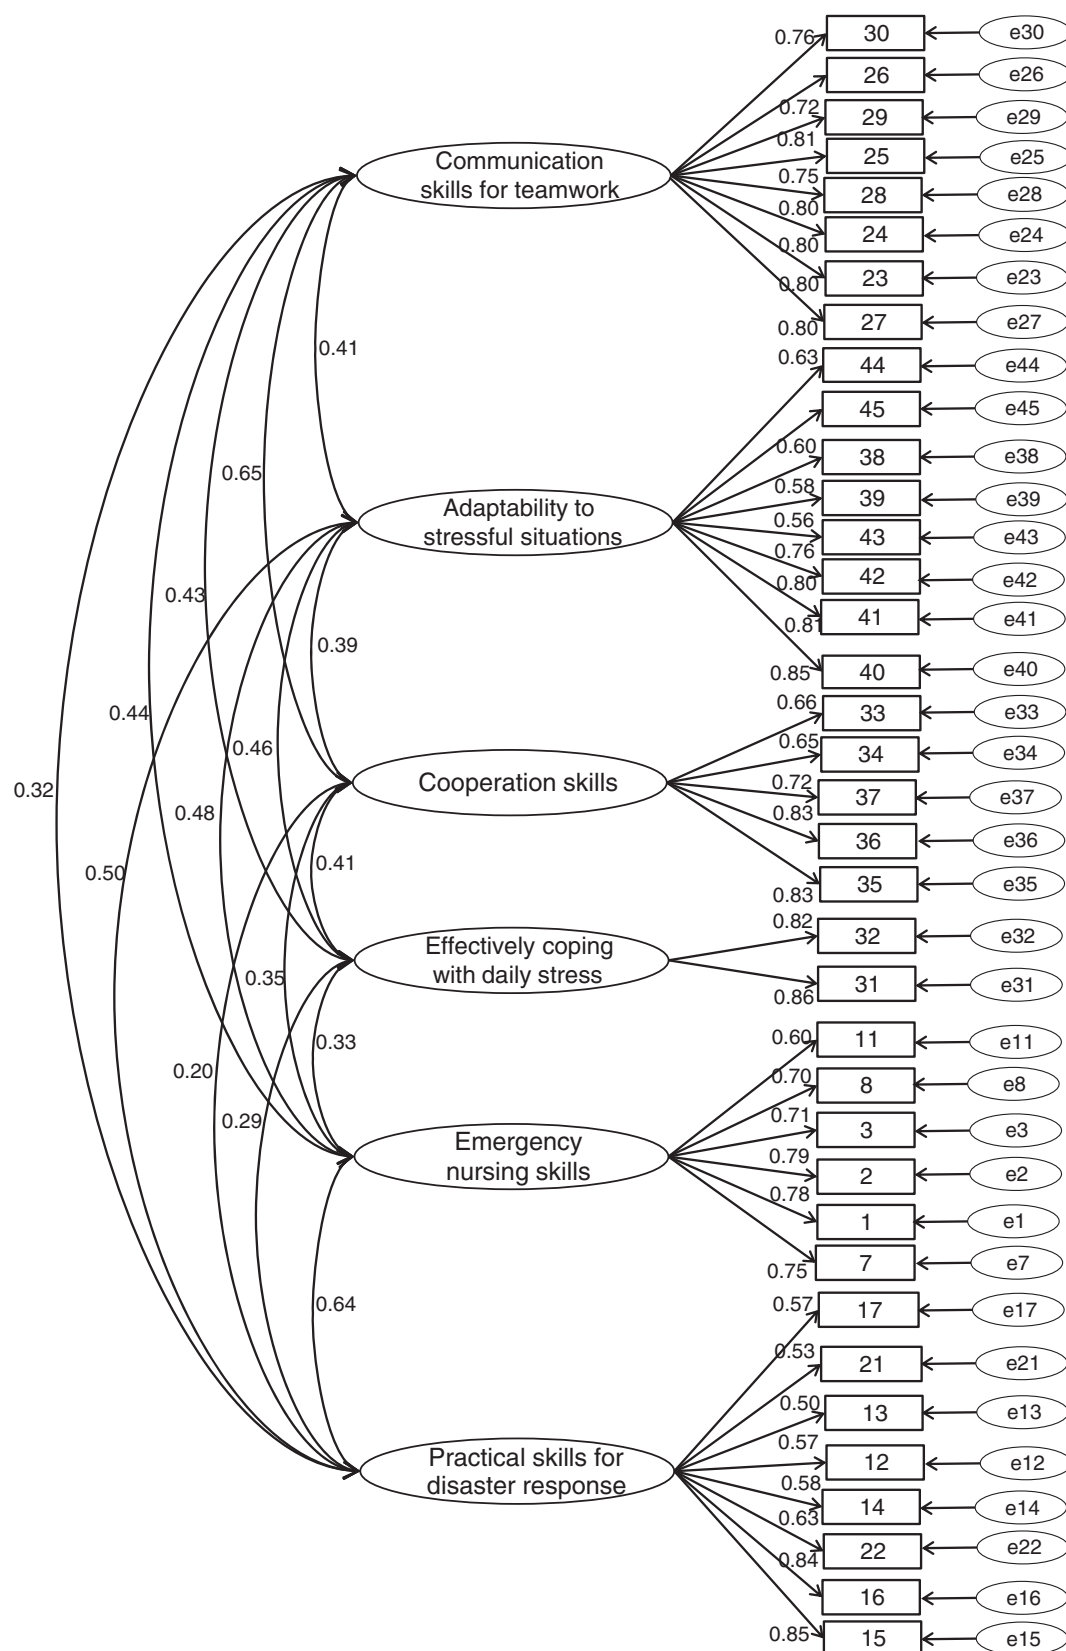 0.76 30 e30
26 e26
0.72 29 e29
0.81 25 e25
0.75 28 e28
0.80 24 e24
0.80 23 e23
0.80 27 e27
0.80
Communication
skills for teamwork
0.41
0.63 44 e44
45 e45
0.60 38 e38
0.58 39 e39
0.56 43 e43
0.76 42 e42
0.80 41 e41
0.81
0.85 40 e40
Adaptability to
stressful situations
0.65
0.43
0.39
0.44
0.46
0.32
0.48
0.50
0.66 33 e33
0.65 34 e34
0.72 37 e37
0.83 36 e36
0.83 35 e35
Cooperation skills
0.41
0.82 32 e32
0.86 31 e31
Effectively coping
with daily stress
0.35
0.33
0.20
0.29
0.60 11 e11
0.70 8 e8
0.71 3 e3
0.79 2 e2
0.78 1 e1
0.75 7 e7
Emergency
nursing skills
0.64
0.57 17 e17
0.53 21 e21
0.50 13 e13
0.57 12 e12
0.58 14 e14
0.63 22 e22
0.84 16 e16
0.85 15 e15
Practical skills for
disaster response